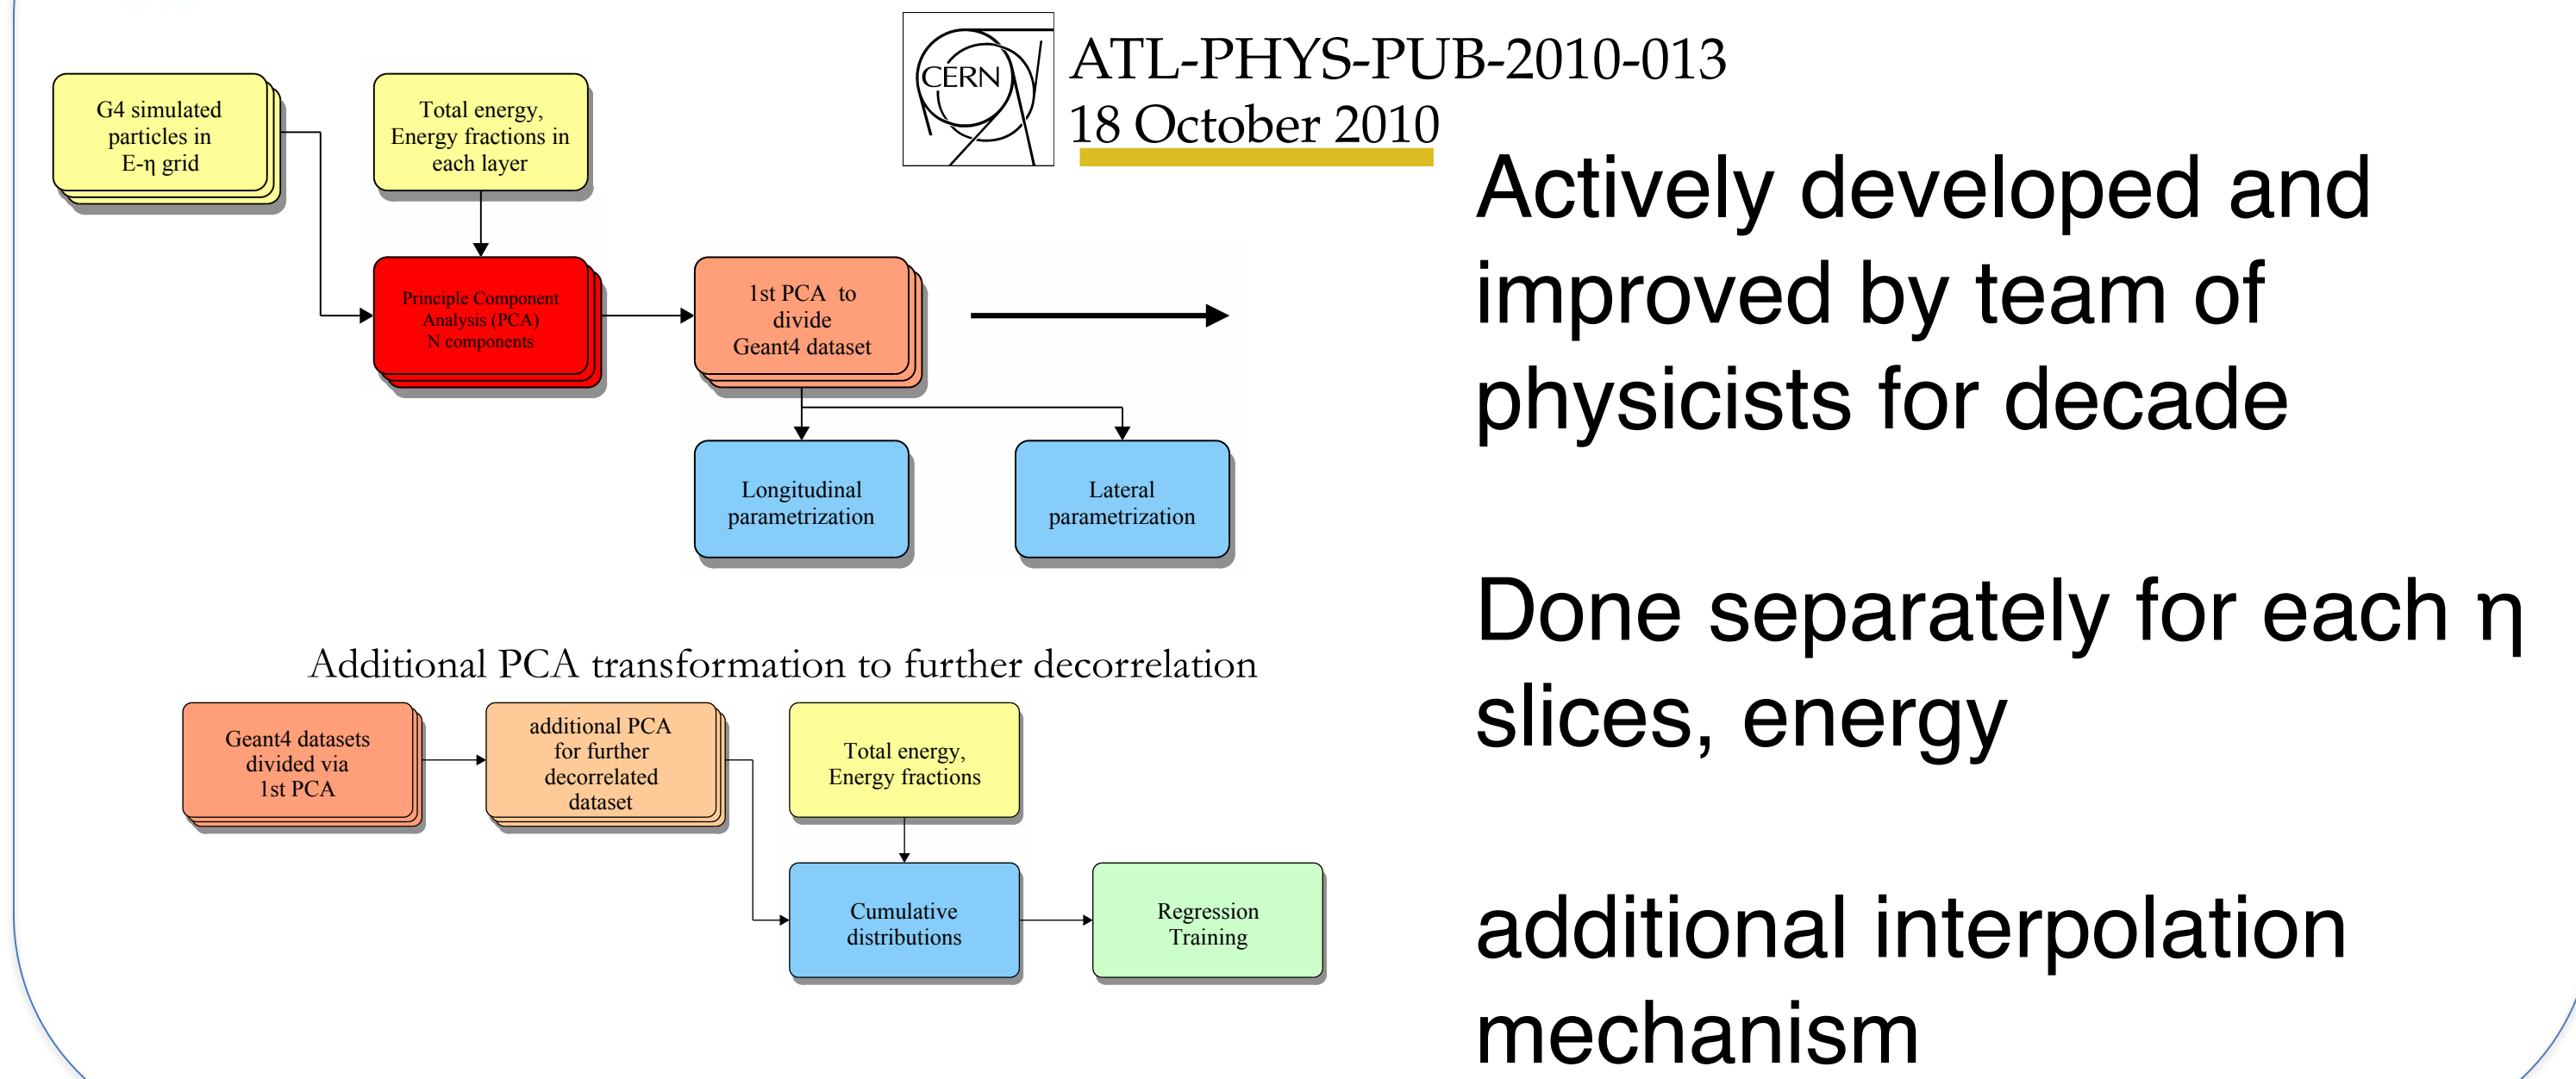 CERN
ATL-PHYS-PUB-2010-013
18 October 2010
G4 simulated
particles in
E-η grid
Total energy,
Energy fractions in
each layer
Principle Component
Analysis (PCA)
N components
1st PCA to
divide
Geant4 dataset
Longitudinal
parametrization
Lateral
parametrization
Additional PCA transformation to further decorrelation
Geant4 datasets
divided via
1st PCA
additional PCA
for further
decorrelated
dataset
Total energy,
Energy fractions
Cumulative
distributions
Regression
Training
Actively developed and
improved by team of
physicists for decade
Done separately for each η
slices, energy
additional interpolation
mechanism